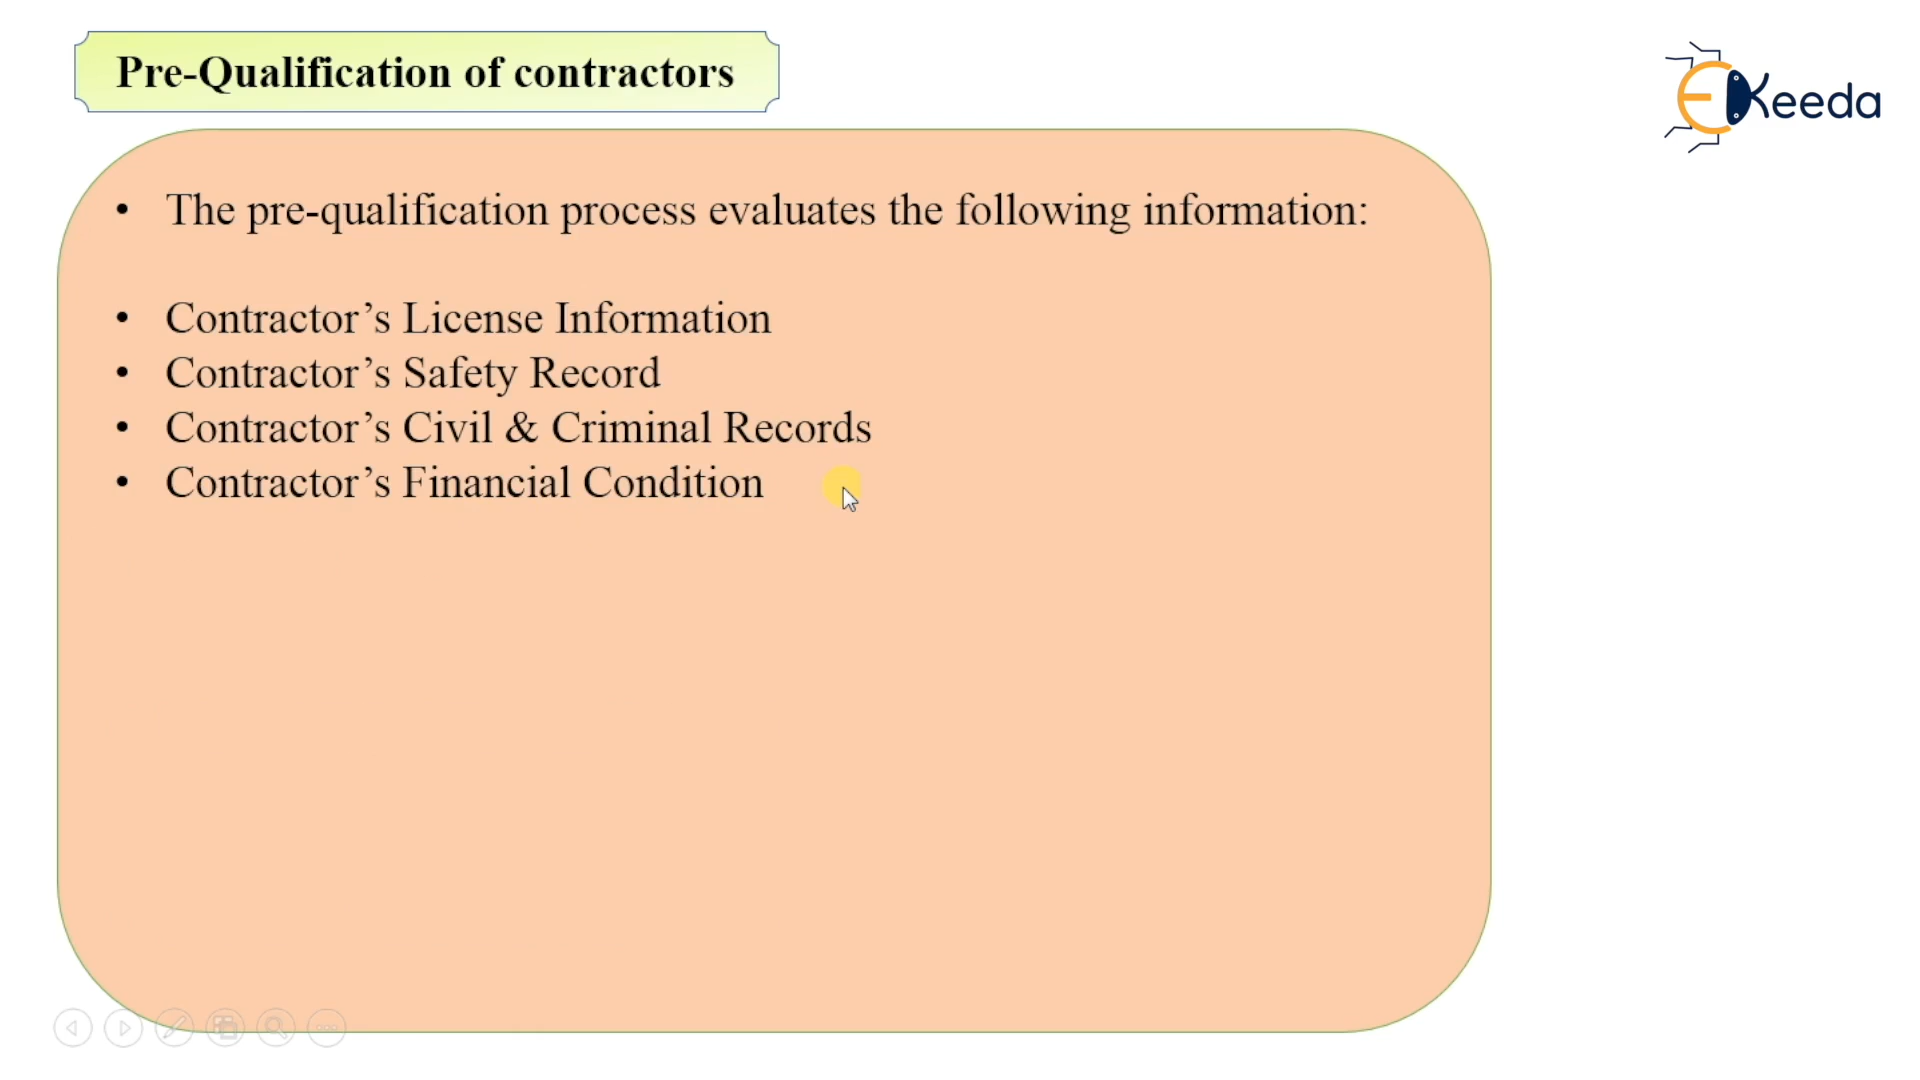 Pre-Qualification of contractors
EKeeda
• The pre-qualification process evaluates the following information:
• Contractor’s License Information
• Contractor’s Safety Record
• Contractor’s Civil & Criminal Records
• Contractor’s Financial Condition